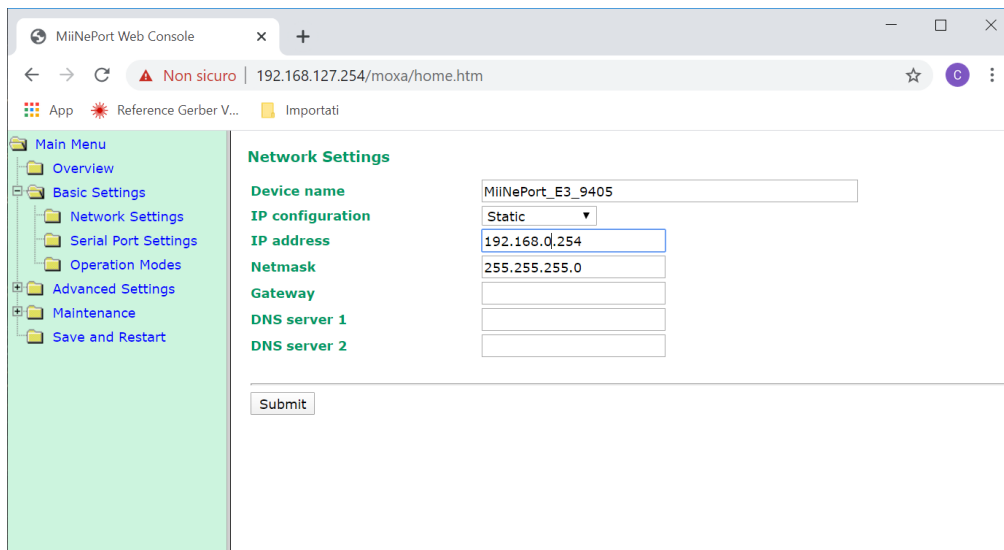 MiiNePort Web Console
Non sicuro 192.168.127.254/moxa/home.htm
C
App Reference Gerber V... Importati
Main Menu
Overview
Basic Settings
Network Settings
Serial Port Settings
Operation Modes
Advanced Settings
Maintenance
Save and Restart
Network Settings
Device name MiiNePort_E3_9405
IP configuration Static
IP address 192.168.0.254
Netmask 255.255.255.0
Gateway
DNS server 1
DNS server 2
Submit